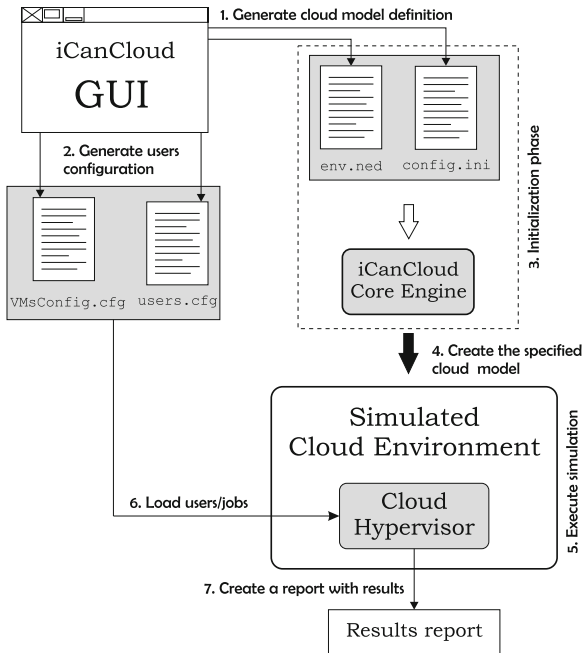 1. Generate cloud model definition
iCanCloud
GUI
2. Generate users
configuration
env.ned
config.ini
3. Initialization phase
VMsConfig.cfg
users.cfg
iCanCloud
Core Engine
4. Create the specified
cloud model
Simulated
Cloud Environment
5. Execute simulation
6. Load users/jobs
Cloud
Hypervisor
7. Create a report with results
Results report